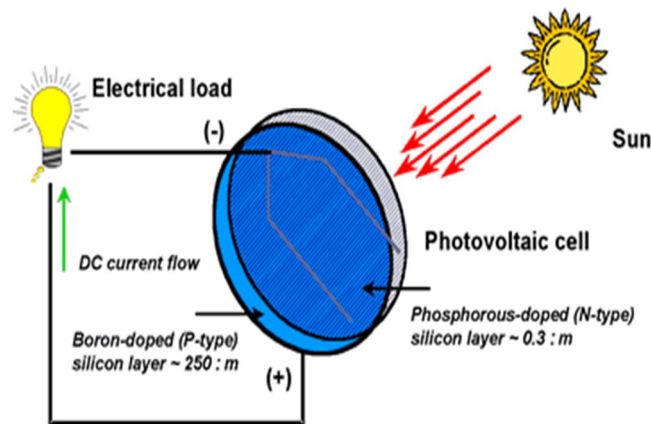 Electrical load
(-)
Sun
Photovoltaic cell
DC current flow
Phosphorous-doped (N-type)
silicon layer ~ 0.3 : m
Boron-doped (P-type)
silicon layer ~ 250 : m
(+)